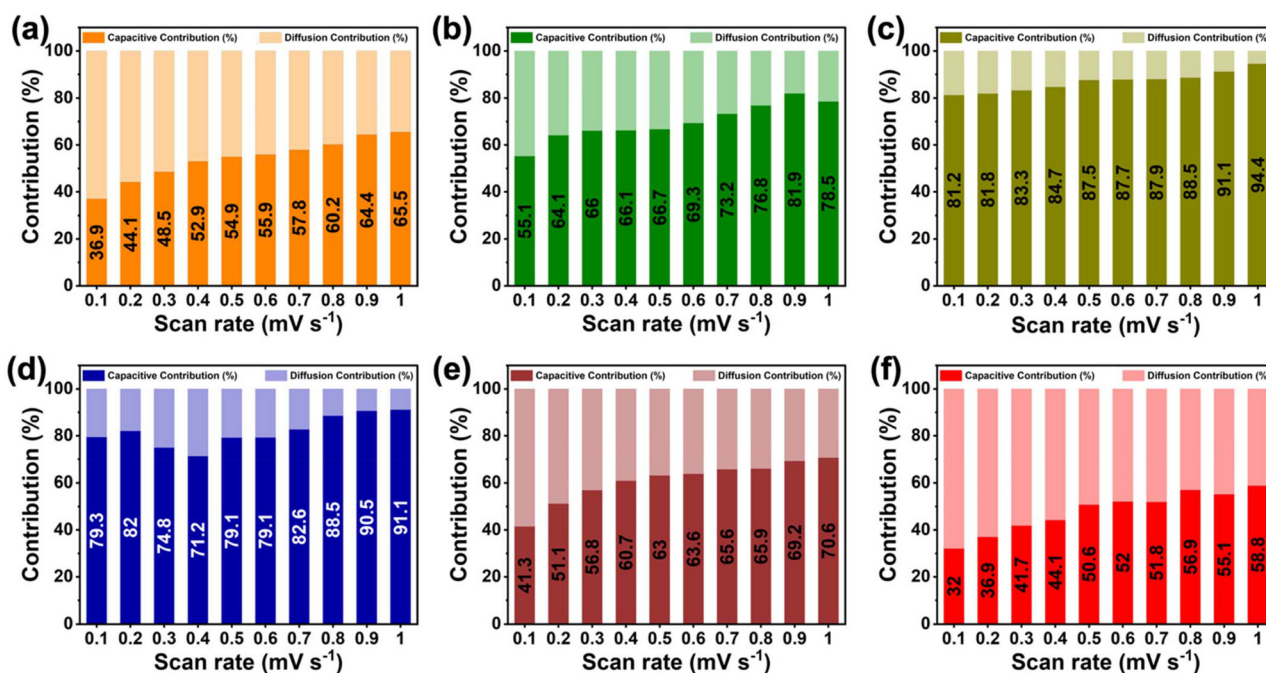 (a)
Capacitive Contribution (%) Diffusion Contribution (%)
Contribution (%)
100
80
60
40
20
0
36.9 44.1 48.5 52.9 54.9 55.9 57.8 60.2 64.4 65.5
0.1 0.2 0.3 0.4 0.5 0.6 0.7 0.8 0.9 1
Scan rate (mV s⁻¹)
(b)
Capacitive Contribution (%) Diffusion Contribution (%)
Contribution (%)
100
80
60
40
20
0
55.1 64.1 66 66.1 66.7 69.3 73.2 76.8 81.9 78.5
0.1 0.2 0.3 0.4 0.5 0.6 0.7 0.8 0.9 1
Scan rate (mV s⁻¹)
(c)
Capacitive Contribution (%) Diffusion Contribution (%)
Contribution (%)
100
80
60
40
20
0
81.2 81.8 83.3 84.7 87.5 87.7 87.9 88.5 91.1 94.4
0.1 0.2 0.3 0.4 0.5 0.6 0.7 0.8 0.9 1
Scan rate (mV s⁻¹)
(d)
Capacitive Contribution (%) Diffusion Contribution (%)
Contribution (%)
100
80
60
40
20
0
79.3 82 74.8 71.2 79.1 79.1 82.6 88.5 90.5 91.1
0.1 0.2 0.3 0.4 0.5 0.6 0.7 0.8 0.9 1
Scan rate (mV s⁻¹)
(e)
Capacitive Contribution (%) Diffusion Contribution (%)
Contribution (%)
100
80
60
40
20
0
41.3 51.1 56.8 60.7 63 63.6 65.6 65.9 69.2 70.6
0.1 0.2 0.3 0.4 0.5 0.6 0.7 0.8 0.9 1
Scan rate (mV s⁻¹)
(f)
Capacitive Contribution (%) Diffusion Contribution (%)
Contribution (%)
100
80
60
40
20
0
32 36.9 41.7 44.1 50.6 52 51.8 56.9 55.1 58.8
0.1 0.2 0.3 0.4 0.5 0.6 0.7 0.8 0.9 1
Scan rate (mV s⁻¹)